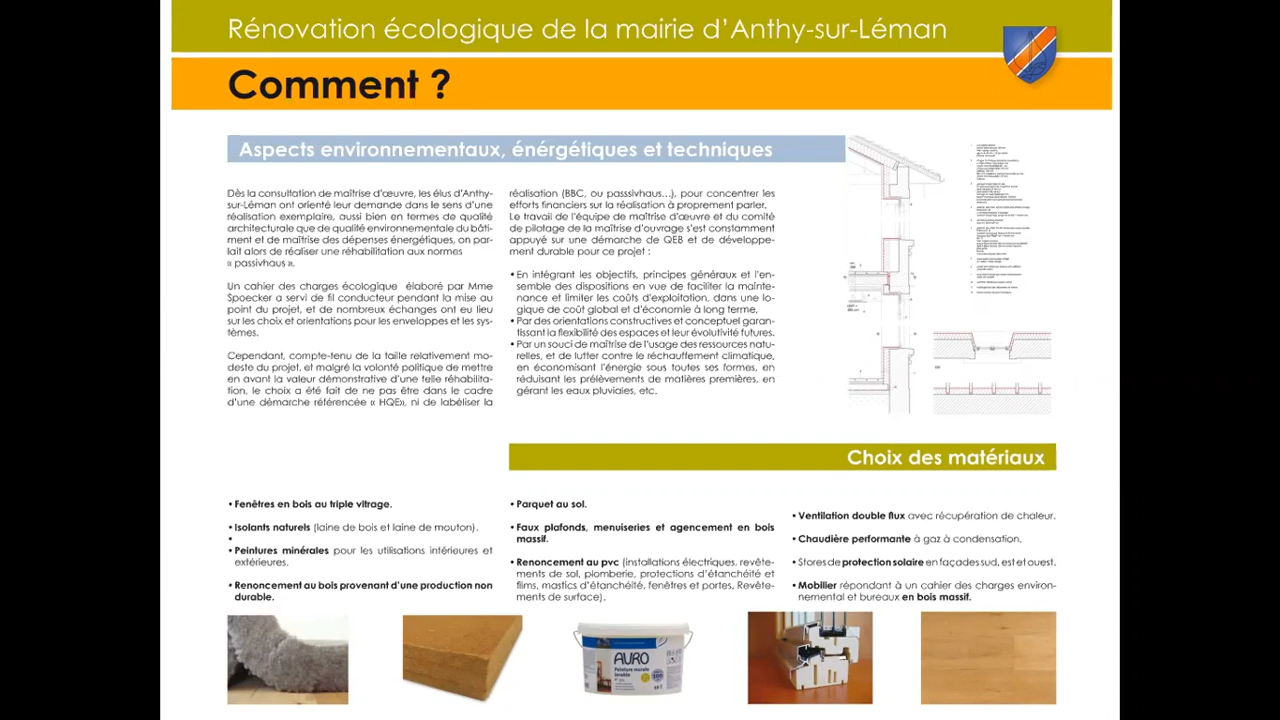 Rénovation écologique de la mairie d'Anthy-sur-Léman
Comment ?
Aspects environnementaux, énérgétiques et techniques
Dès la consultation de maîtrise d'œuvre, les élus d'Anthy-
sur-Léman ont orienté leur demande dans le sens d'une
réalisation exemplaire, aussi bien en termes de qualité
architecturale, de qualité environnementale du bâti-
ment et de maîtrise des dépenses énergétiques, on par-
lait alors de réaliser une réhabilitation aux normes
« passivhaus ».
Un cahier des charges écologique élaboré par Mme
Spoecker a servi de fil conducteur pendant la mise au
point du projet, et de nombreux échanges ont eu lieu
sur les choix et orientations pour les enveloppes et les sys-
tèmes.
Cependant, compte-tenu de la taille relativement mo-
deste du projet, et malgré la volonté politique de mettre
en avant la valeur démonstrative d'une telle réhabilita-
tion, le choix a été fait de ne pas être dans le cadre
d'une démarche référencée « HQE», ni de labéliser la
réalisation (BBC, ou passsivhaus...), pour concentrer les
efforts financiers sur la réalisation à proprement parler.
Le travail de l'équipe de maîtrise d'œuvre et du comité
de pilotage de la maîtrise d'ouvrage s'est constamment
appuyé sur une démarche de QEB et de développe-
ment durable pour ce projet :
• En intégrant les objectifs, principes généraux et l'en-
semble des dispositions en vue de faciliter la mainte-
nance et limiter les coûts d'exploitation, dans une lo-
gique de coût global et d'économie à long terme,
• Par des orientations constructives et conceptuel garan-
tissant la flexibilité des espaces et leur évolutivité futures.
• Par un souci de maîtrise de l'usage des ressources natu-
relles, et de lutter contre le réchauffement climatique,
en économisant l'énergie sous toutes ses formes, en
réduisant les prélèvements de matières premières, en
gérant les eaux pluviales, etc.
Choix des matériaux
• Fenêtres en bois au triple vitrage.
• Isolants naturels (laine de bois et laine de mouton).
•
• Peintures minérales pour les utilisations intérieures et
extérieures.
• Renoncement au bois provenant d'une production non
durable.
• Parquet au sol.
• Faux plafonds, menuiseries et agencement en bois
massif.
• Renoncement au pvc (installations électriques, revête-
ments de sol, plomberie, protections d'étanchéité et
films, mastics d'étanchéité, fenêtres et portes, Revête-
ments de surface).
• Ventilation double flux avec récupération de chaleur.
• Chaudière performante à gaz à condensation.
• Stores de protection solaire en façades sud, est et ouest.
• Mobilier répondant à un cahier des charges environ-
nemental et bureaux en bois massif.
AURO
Peinture murale
lavable